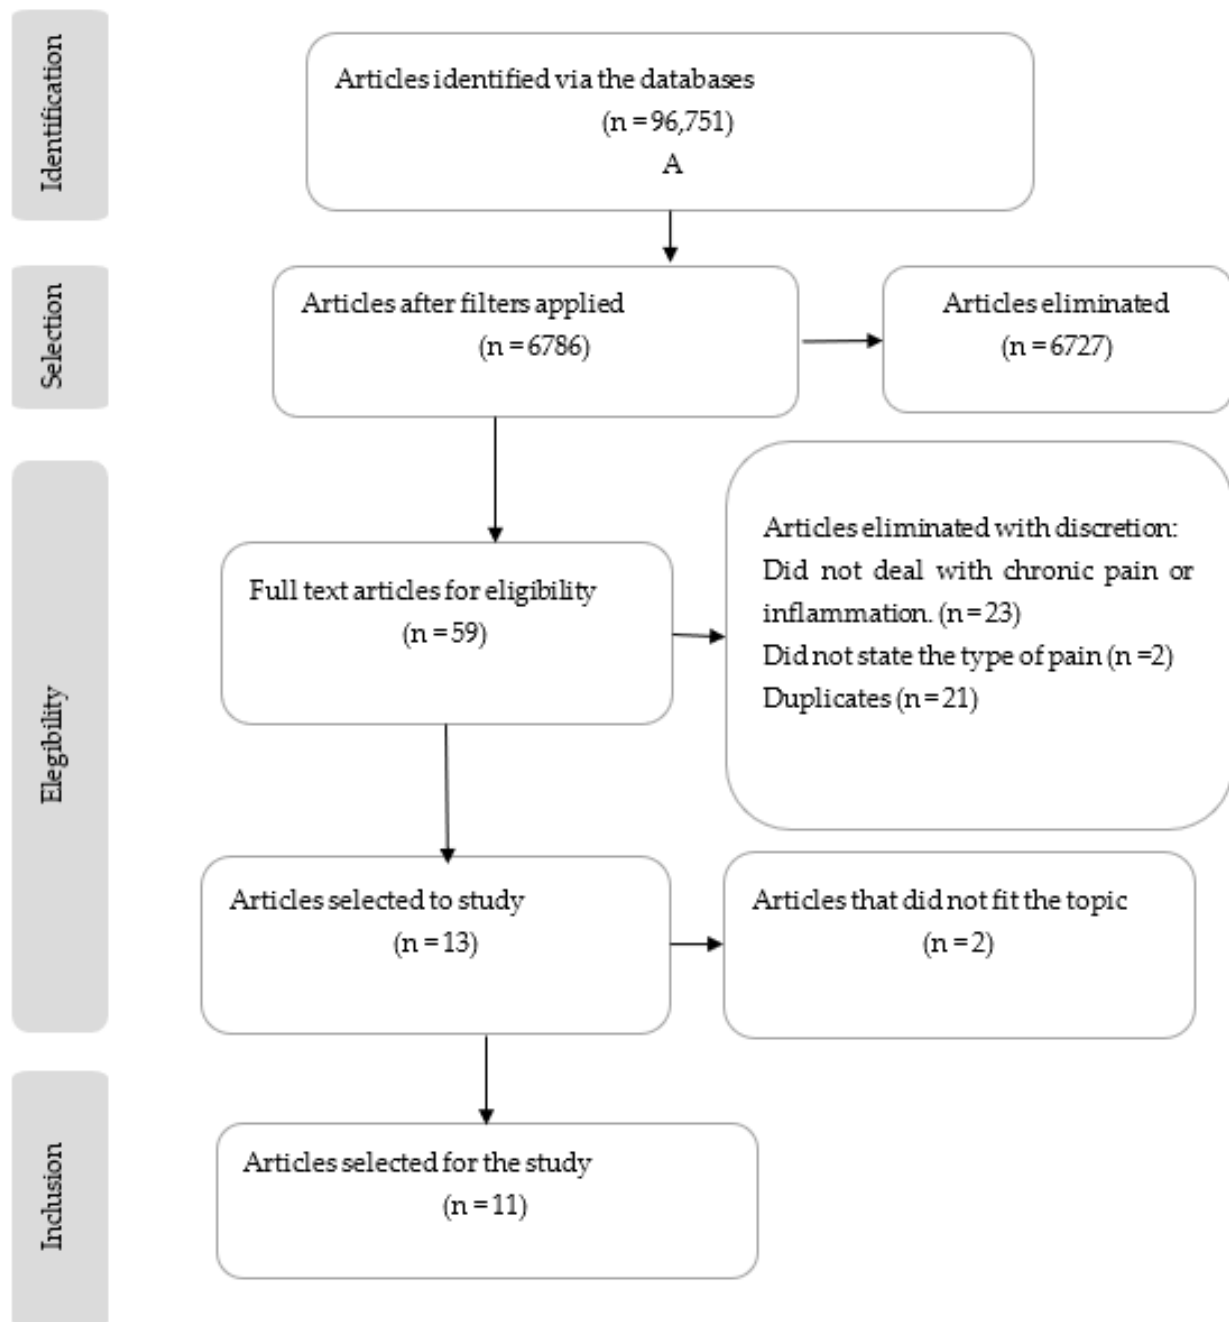 Identification
Articles identified via the databases
(n = 96,751)
A
Selection
Articles after filters applied
(n = 6786)
Articles eliminated
(n = 6727)
Elegibility
Full text articles for eligibility
(n = 59)
Articles eliminated with discretion:
Did not deal with chronic pain or
inflammation. (n = 23)
Did not state the type of pain (n =2)
Duplicates (n = 21)
Articles selected to study
(n = 13)
Articles that did not fit the topic
(n = 2)
Inclusion
Articles selected for the study
(n = 11)